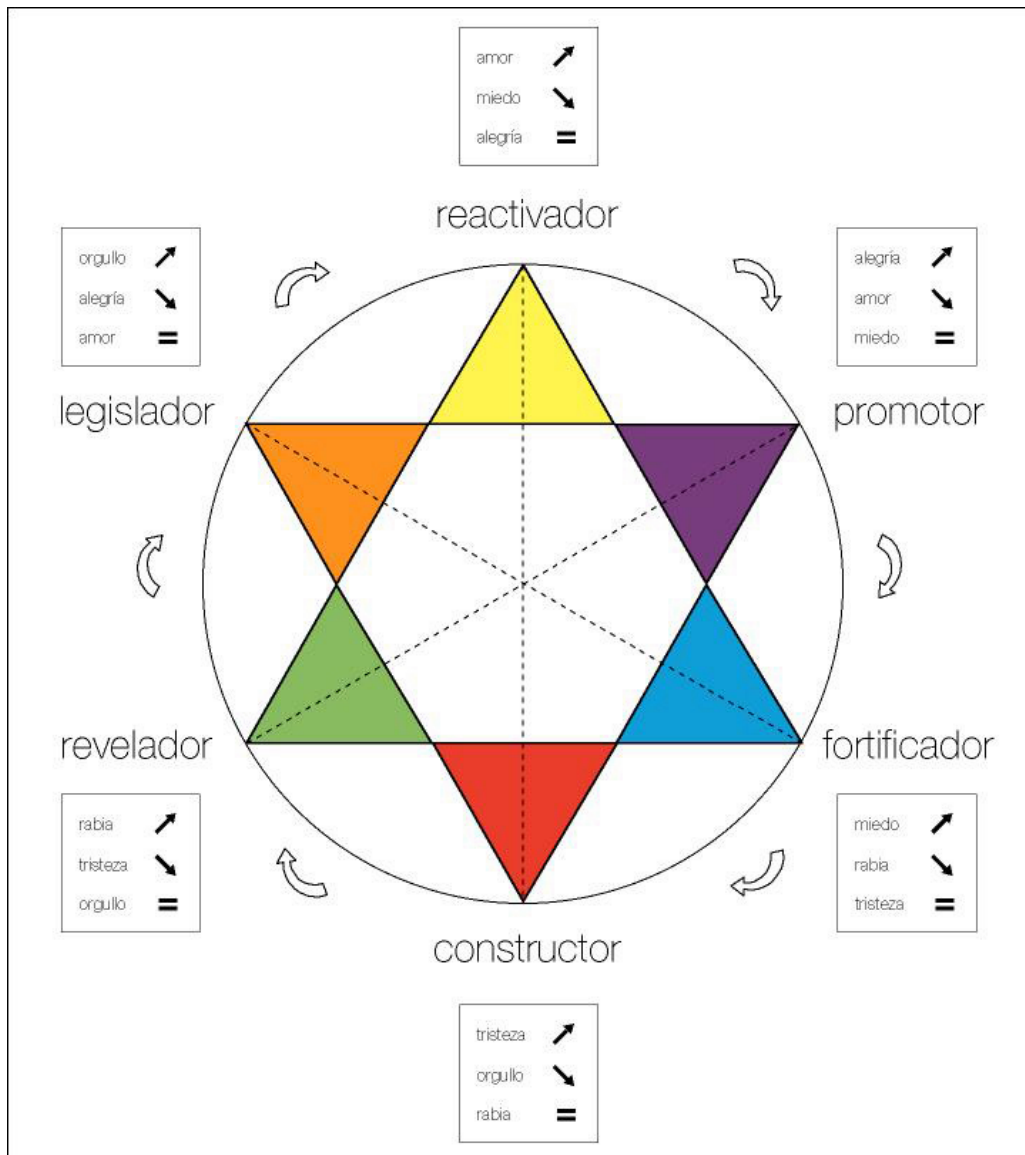 amor ↗
miedo ↘
alegría =
reactivador
orgullo ↗
alegría ↘
amor =
legislador
alegría ↗
amor ↘
miedo =
promotor
revelador
rabia ↗
tristeza ↘
orgullo =
fortificador
miedo ↗
rabia ↘
tristeza =
constructor
tristeza ↗
orgullo ↘
rabia =